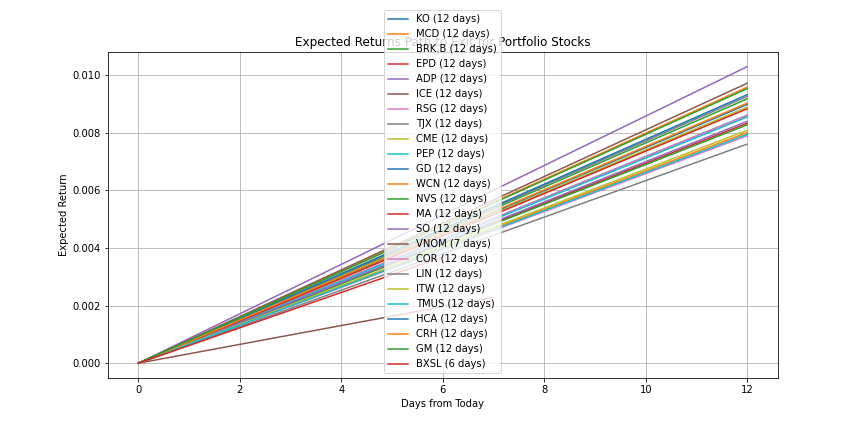 Expected Returns Path to Exit for Portfolio Stocks
KO (12 days)
MCD (12 days)
BRK.B (12 days)
EPD (12 days)
ADP (12 days)
ICE (12 days)
RSG (12 days)
TJX (12 days)
CME (12 days)
PEP (12 days)
GD (12 days)
WCN (12 days)
NVS (12 days)
MA (12 days)
SO (12 days)
VNOM (7 days)
COR (12 days)
LIN (12 days)
ITW (12 days)
TMUS (12 days)
HCA (12 days)
CRH (12 days)
GM (12 days)
BXSL (6 days)
Expected Return
0.010
0.008
0.006
0.004
0.002
0.000
0 2 4 6 8 10 12
Days from Today